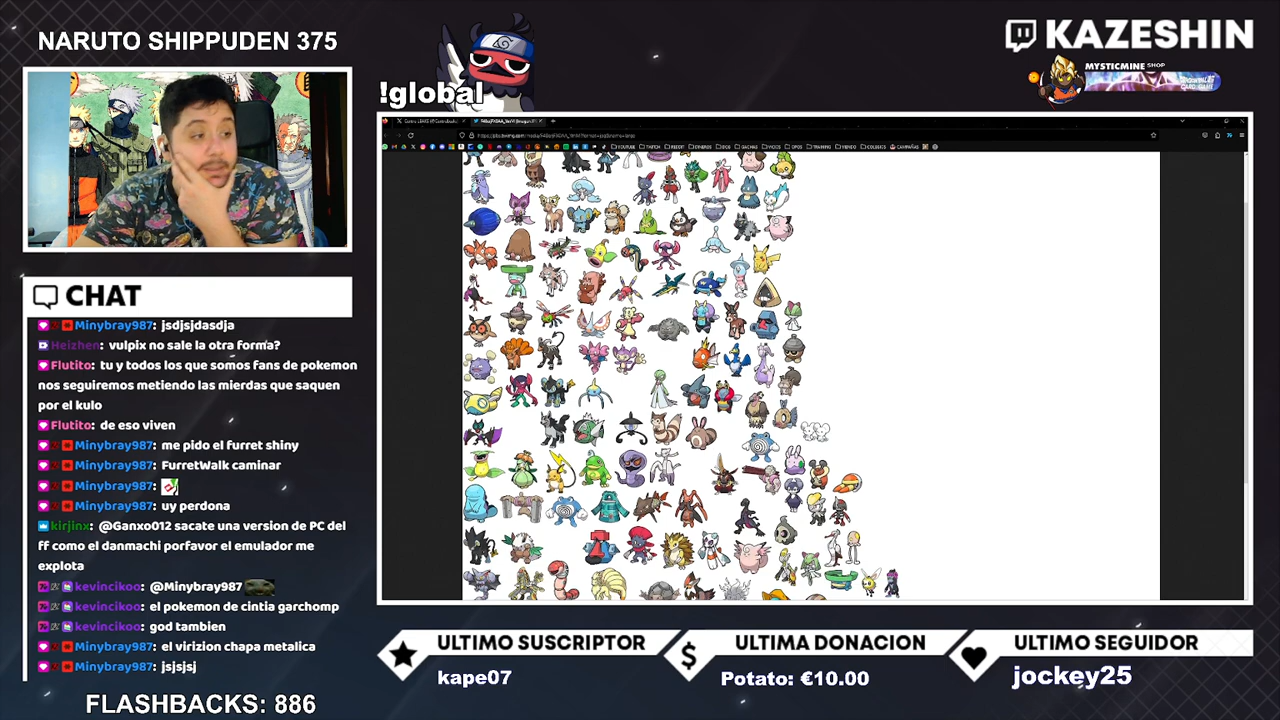 NARUTO SHIPPUDEN 375
!global
KAZESHIN
MYSTICMINE SHOP
YOUTUBE TWITCH REDDIT
CHAT
Minybray987: jsdjsjdasdja
Heizhen: vulpix no sale la otra forma?
Flutito: tu y todos los que somos fans de pokemon
nos seguiremos metiendo las mierdas que saquen
por el kulo
Flutito: de eso viven
Minybray987: me pido el furret shiny
Minybray987: FurretWalk caminar
Minybray987:
Minybray987: uy perdona
kirjinx: @Ganxo012 sacate una version de PC del
ff como el danmachi porfavor el emulador me
explota
kevincikoo: @Minybray987
kevincikoo: el pokemon de cintia garchomp
kevincikoo: god tambien
Minybray987: el virizion chapa metalica
Minybray987: jsjsjsj
FLASHBACKS: 886
ULTIMO SUSCRIPTOR
kape07
ULTIMA DONACION
Potato: €10.00
ULTIMO SEGUIDOR
jockey25